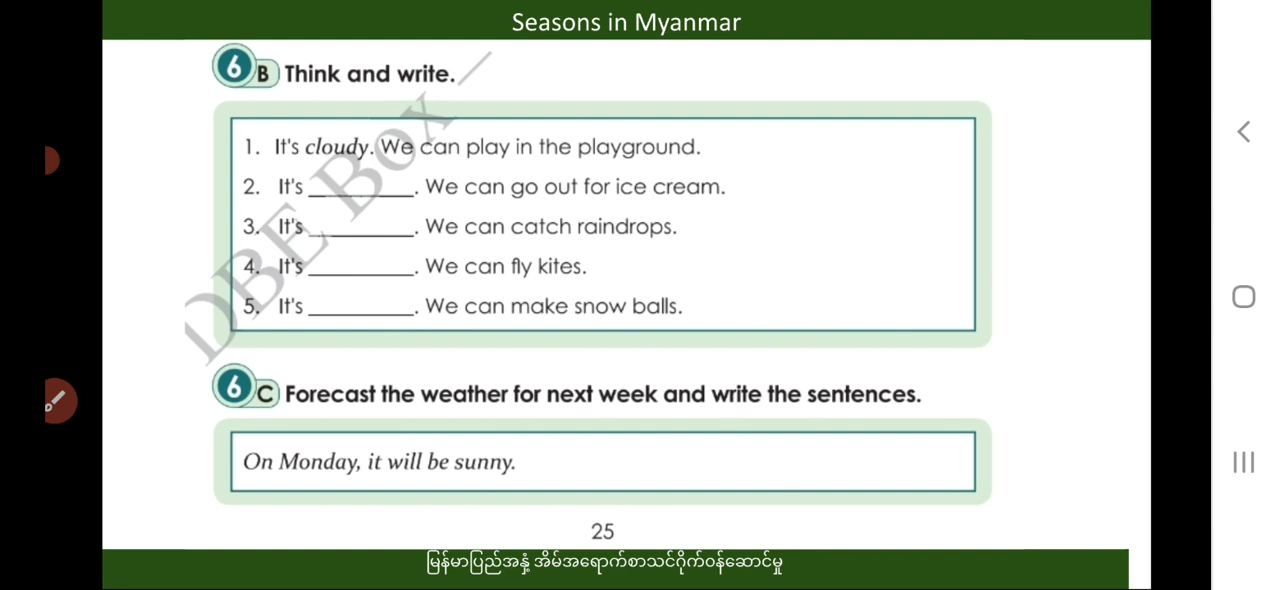 Seasons in Myanmar
6 B Think and write.
1. It's cloudy. We can play in the playground.
2. It's ________. We can go out for ice cream.
3. It's ________. We can catch raindrops.
4. It's ________. We can fly kites.
5. It's ________. We can make snow balls.
DBE Box
6 C Forecast the weather for next week and write the sentences.
On Monday, it will be sunny.
25
မြန်မာပြည်အနှံ့ အိမ်အရောက်စာသင်ဂိုက်ဝန်ဆောင်မှု